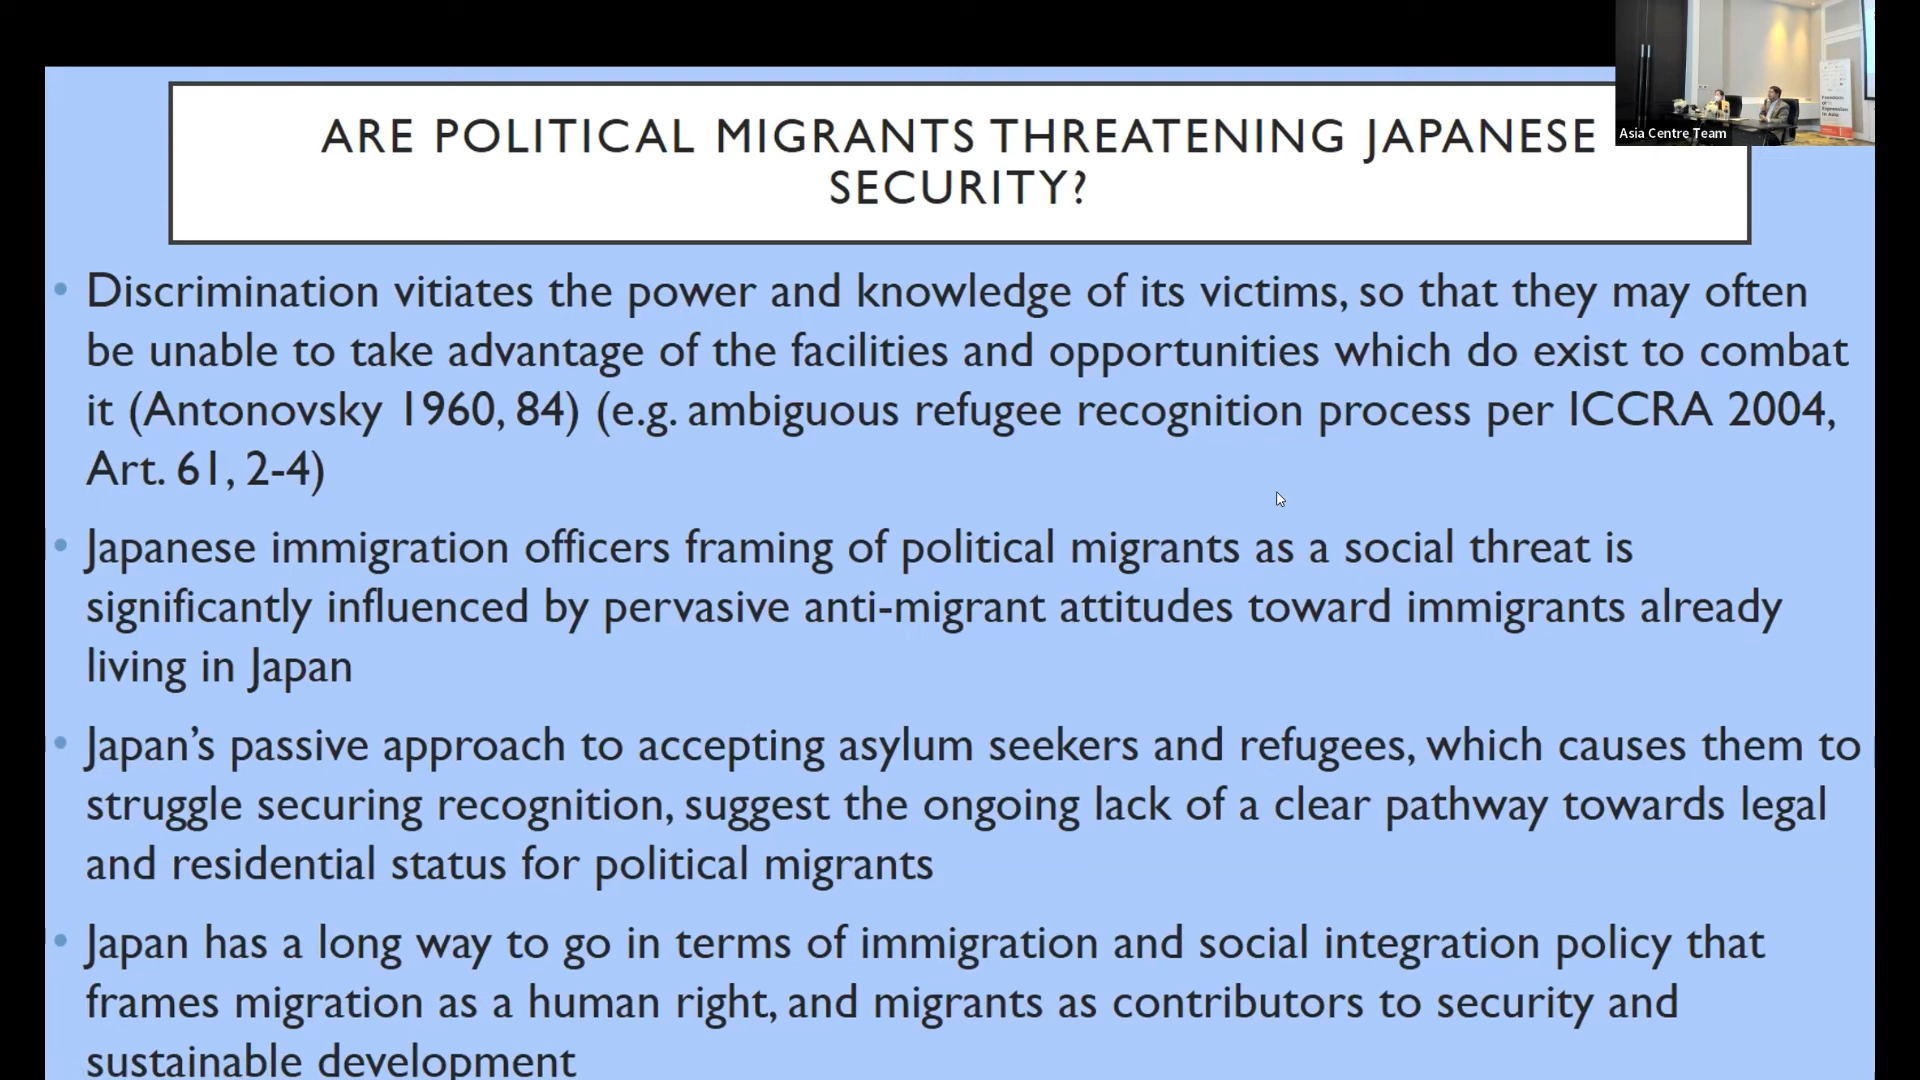 ARE POLITICAL MIGRANTS THREATENING JAPANESE
SECURITY?
Asia Centre Team
Freedom
of
Expression
in Asia
• Discrimination vitiates the power and knowledge of its victims, so that they may often
be unable to take advantage of the facilities and opportunities which do exist to combat
it (Antonovsky 1960, 84) (e.g. ambiguous refugee recognition process per ICCRA 2004,
Art. 61, 2-4)
• Japanese immigration officers framing of political migrants as a social threat is
significantly influenced by pervasive anti-migrant attitudes toward immigrants already
living in Japan
• Japan’s passive approach to accepting asylum seekers and refugees, which causes them to
struggle securing recognition, suggest the ongoing lack of a clear pathway towards legal
and residential status for political migrants
• Japan has a long way to go in terms of immigration and social integration policy that
frames migration as a human right, and migrants as contributors to security and
sustainable development